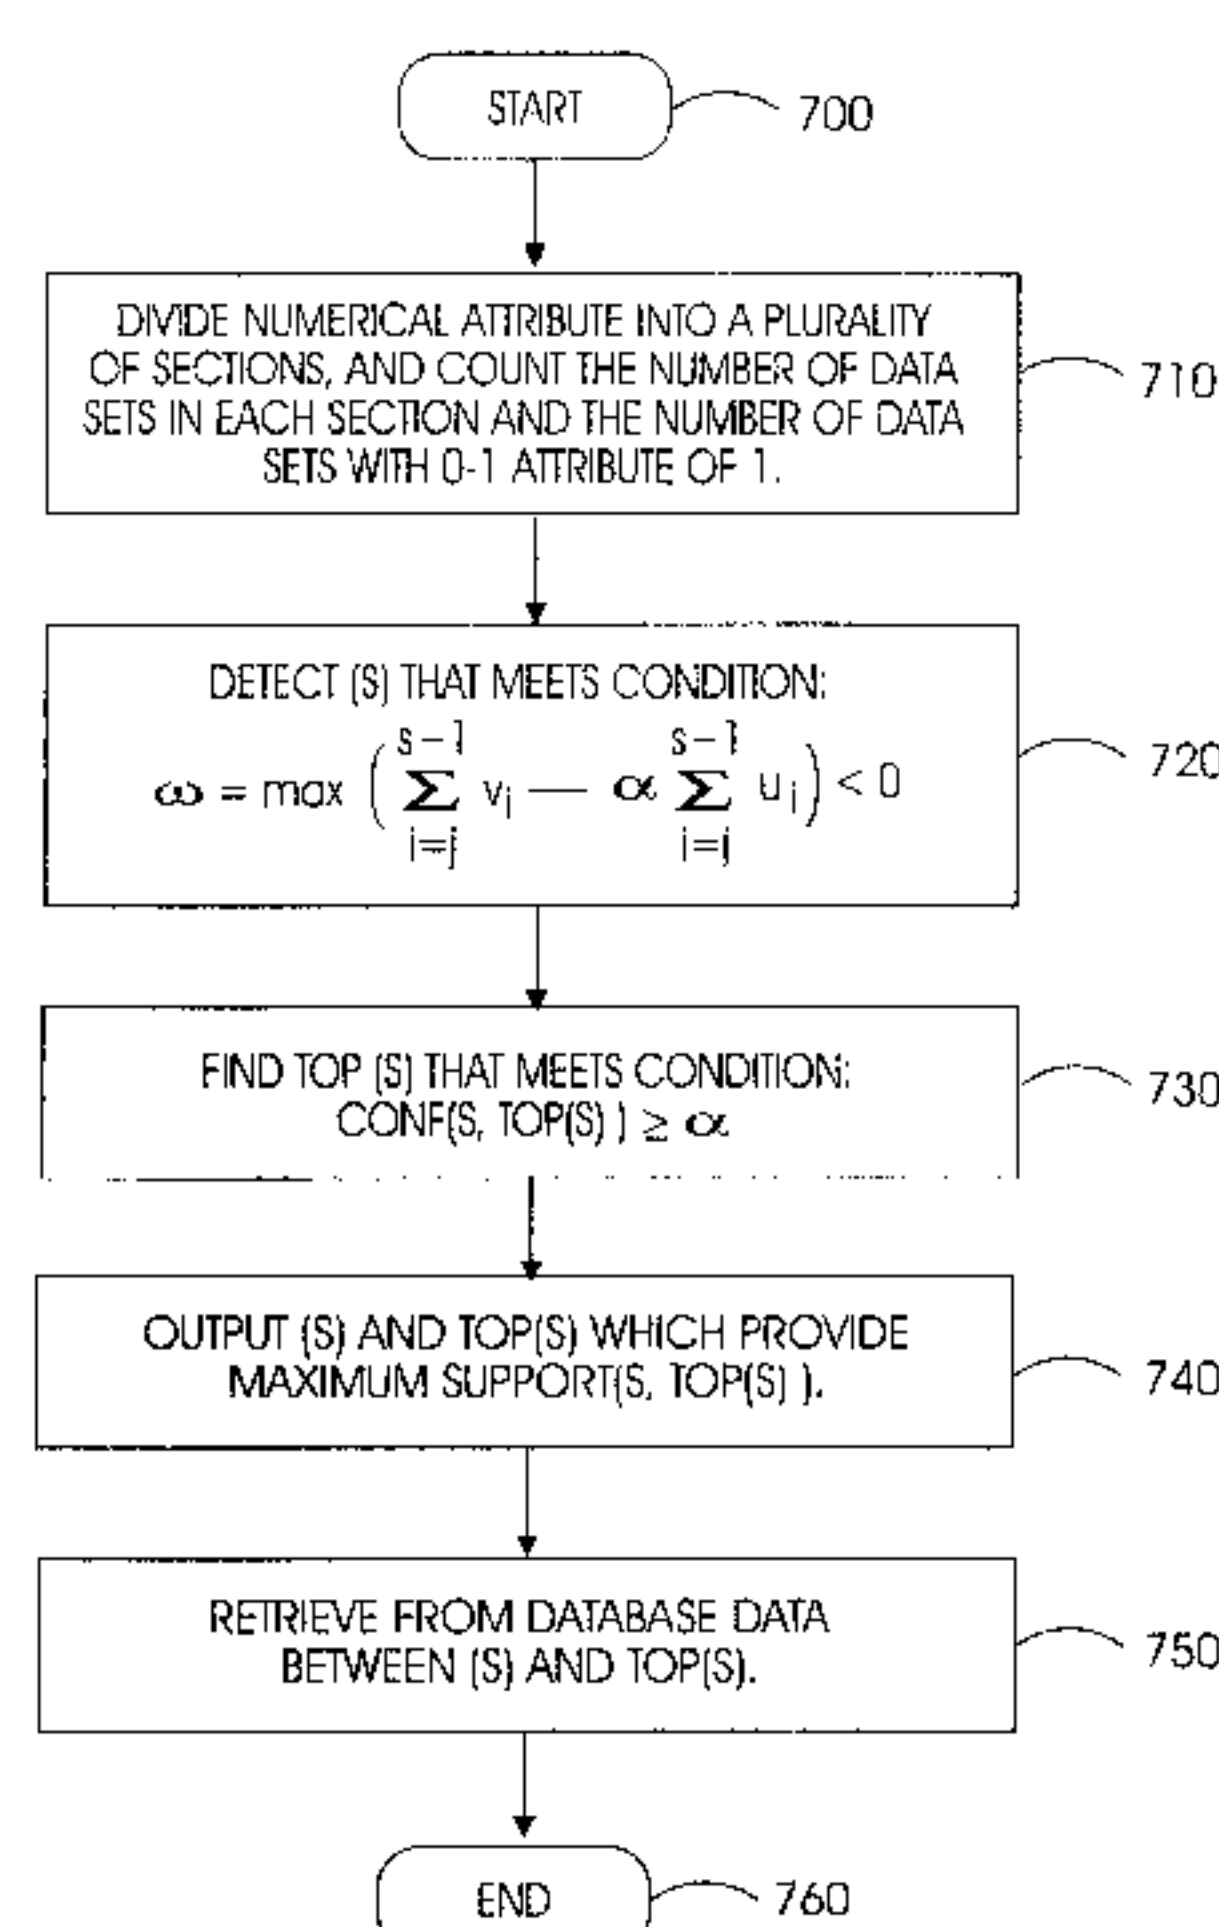 START
700
DIVIDE NUMERICAL ATTRIBUTE INTO A PLURALITY
OF SECTIONS, AND COUNT THE NUMBER OF DATA
SETS IN EACH SECTION AND THE NUMBER OF DATA
SETS WITH 0-1 ATTRIBUTE OF 1.
710
DETECT (S) THAT MEETS CONDITION:
s-1 s-1
ω = max ( Σ v_i — α Σ u_i ) < 0
i=j i=j
720
FIND TOP (S) THAT MEETS CONDITION:
CONF(S, TOP(S) ) ≥ α
730
OUTPUT (S) AND TOP(S) WHICH PROVIDE
MAXIMUM SUPPORT(S, TOP(S) ).
740
RETRIEVE FROM DATABASE DATA
BETWEEN (S) AND TOP(S).
750
END
760